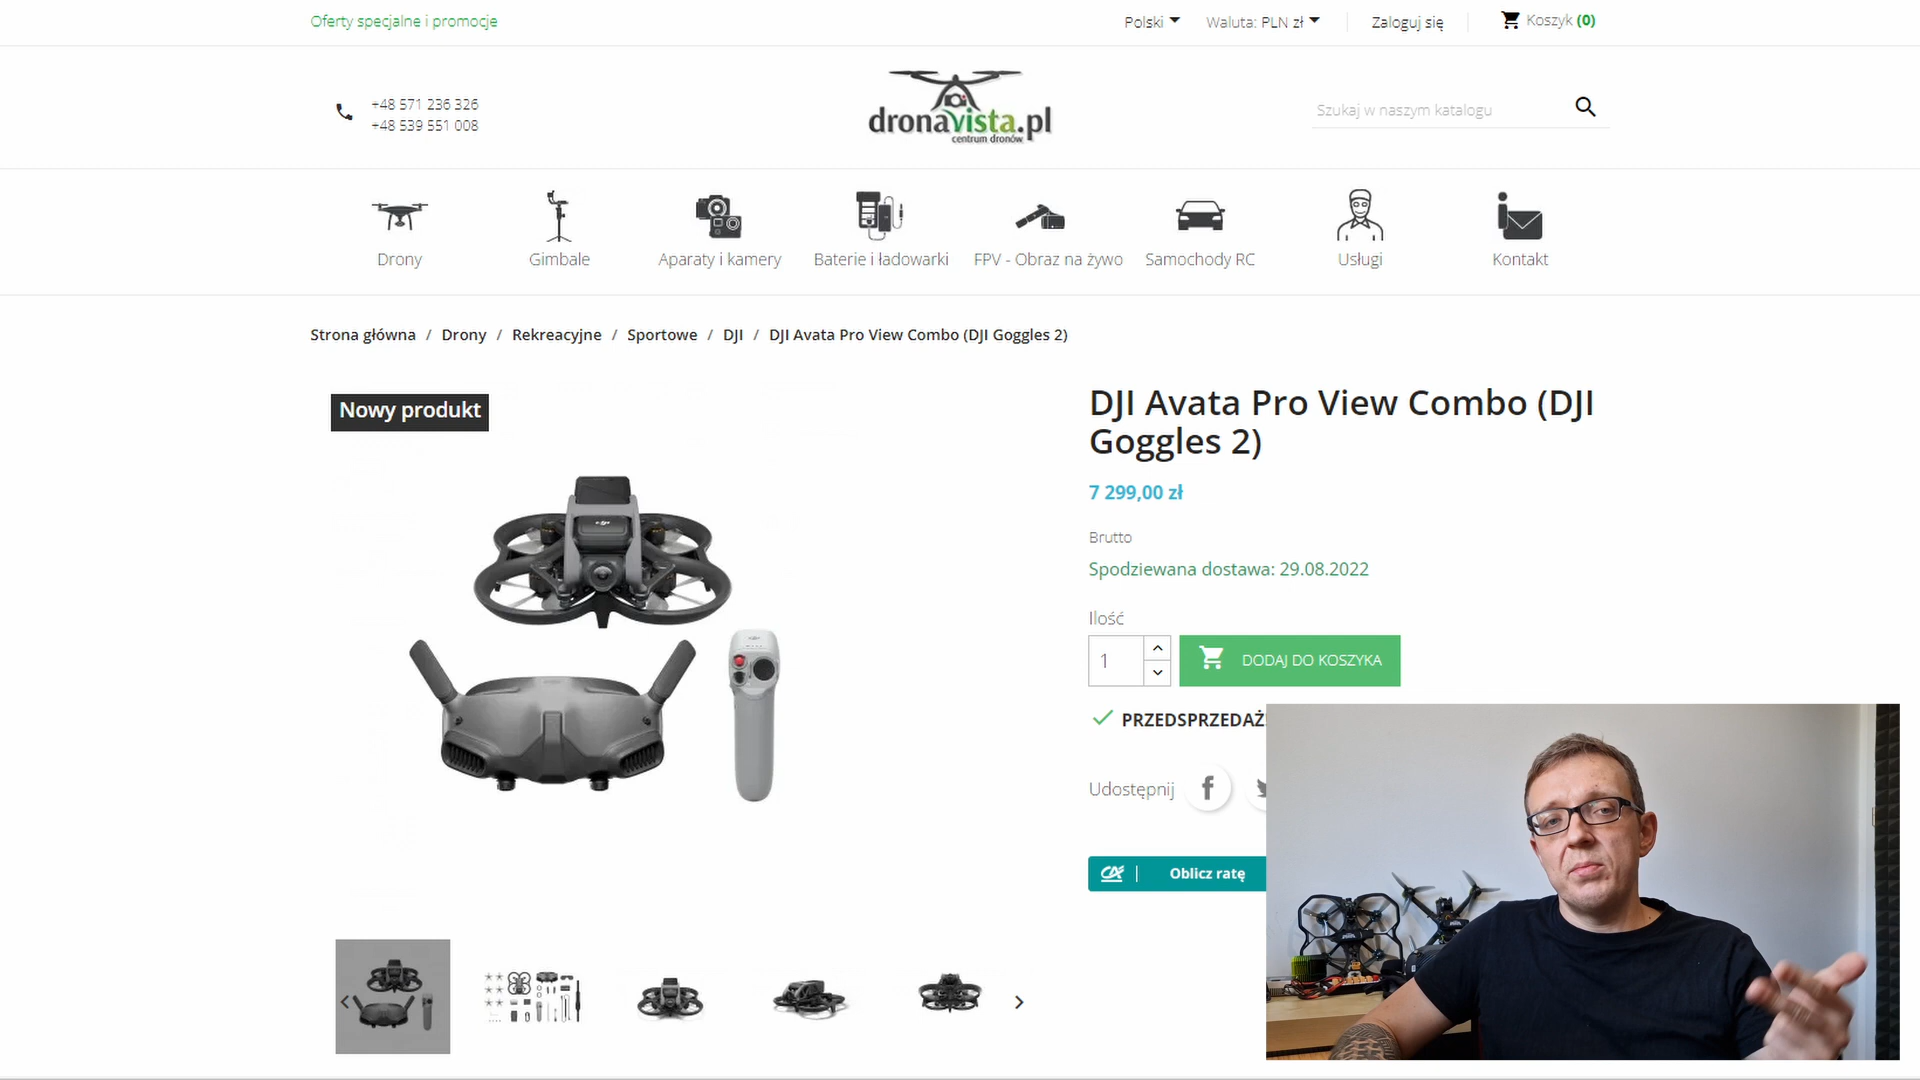 Oferty specjalne i promocje
Polski
Waluta: PLN zł
Zaloguj się
Koszyk (0)
+48 571 236 326
+48 539 551 008
dronavista.pl
centrum dronów
Szukaj w naszym katalogu
Drony
Gimbale
Aparaty i kamery
Baterie i ładowarki
FPV - Obraz na żywo
Samochody RC
Usługi
Kontakt
Strona główna / Drony / Rekreacyjne / Sportowe / DJI / DJI Avata Pro View Combo (DJI Goggles 2)
Nowy produkt
DJI Avata Pro View Combo (DJI
Goggles 2)
7 299,00 zł
Brutto
Spodziewana dostawa: 29.08.2022
Ilość
1
DODAJ DO KOSZYKA
PRZEDSPRZEDAŻ
Udostępnij
CA | Oblicz ratę